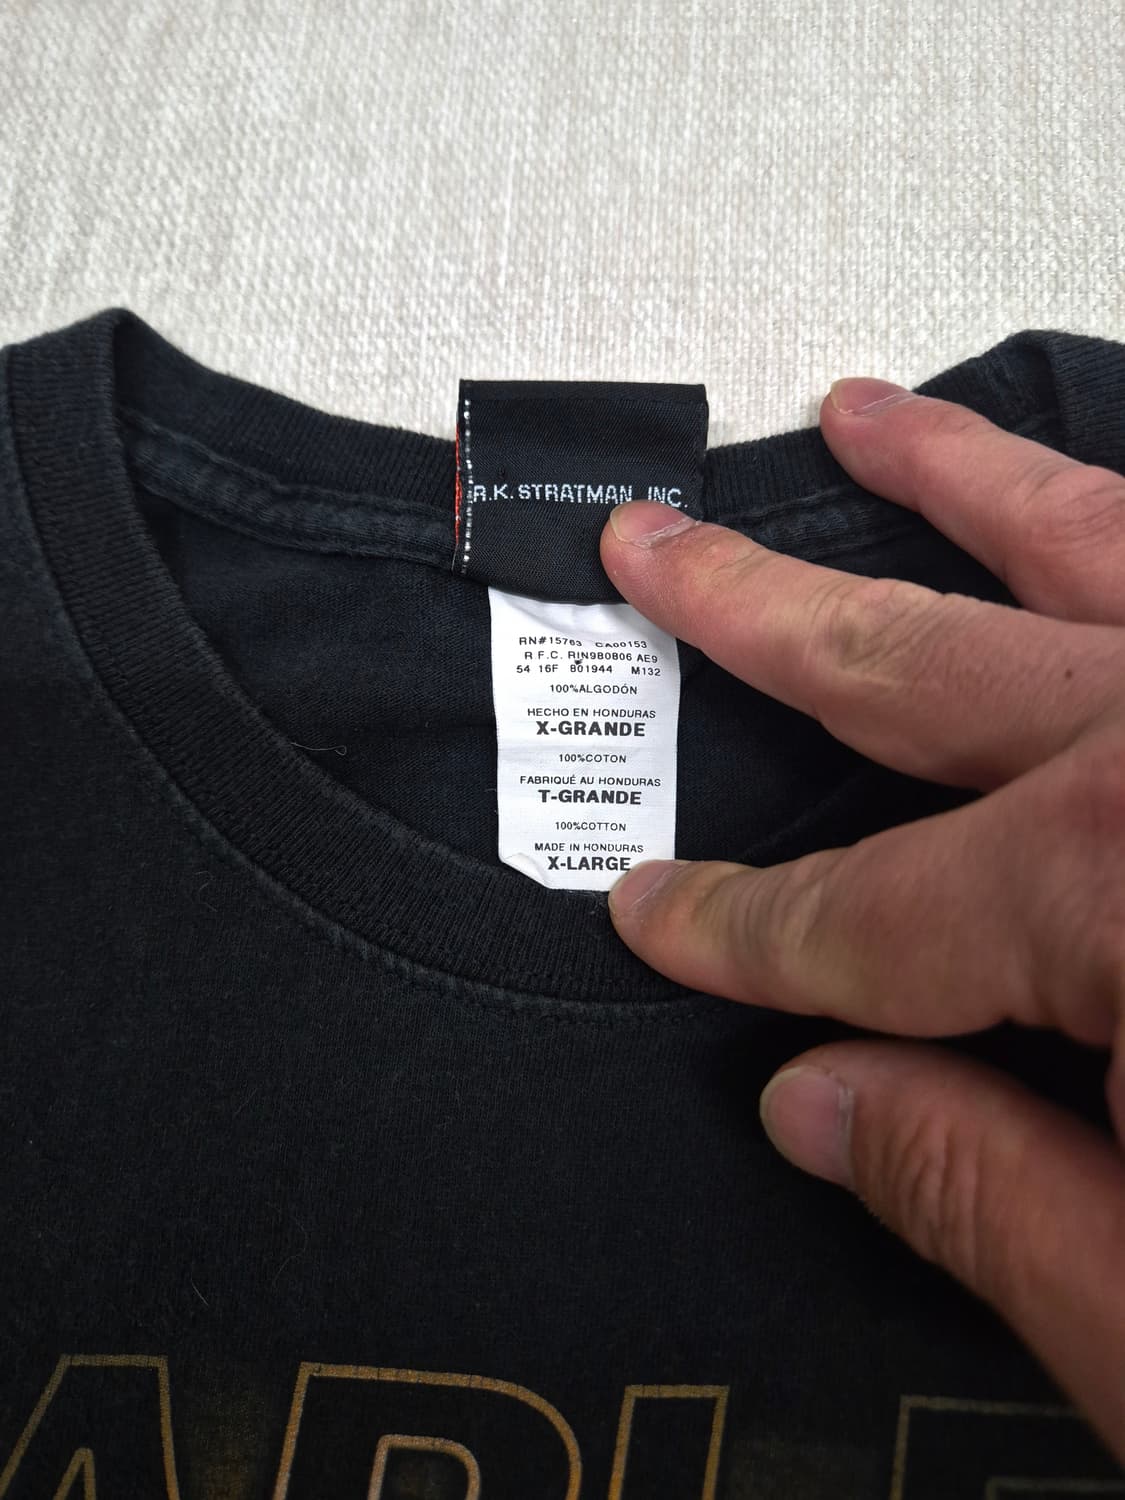 R.K. STRATMAN, INC.
RN#15763 CA00153
R F.C. RIN980806 AE9
54 16F 801944 M132
100%ALGODÓN
HECHO EN HONDURAS
X-GRANDE
100%COTON
FABRIQUÉ AU HONDURAS
T-GRANDE
100%COTTON
MADE IN HONDURAS
X-LARGE